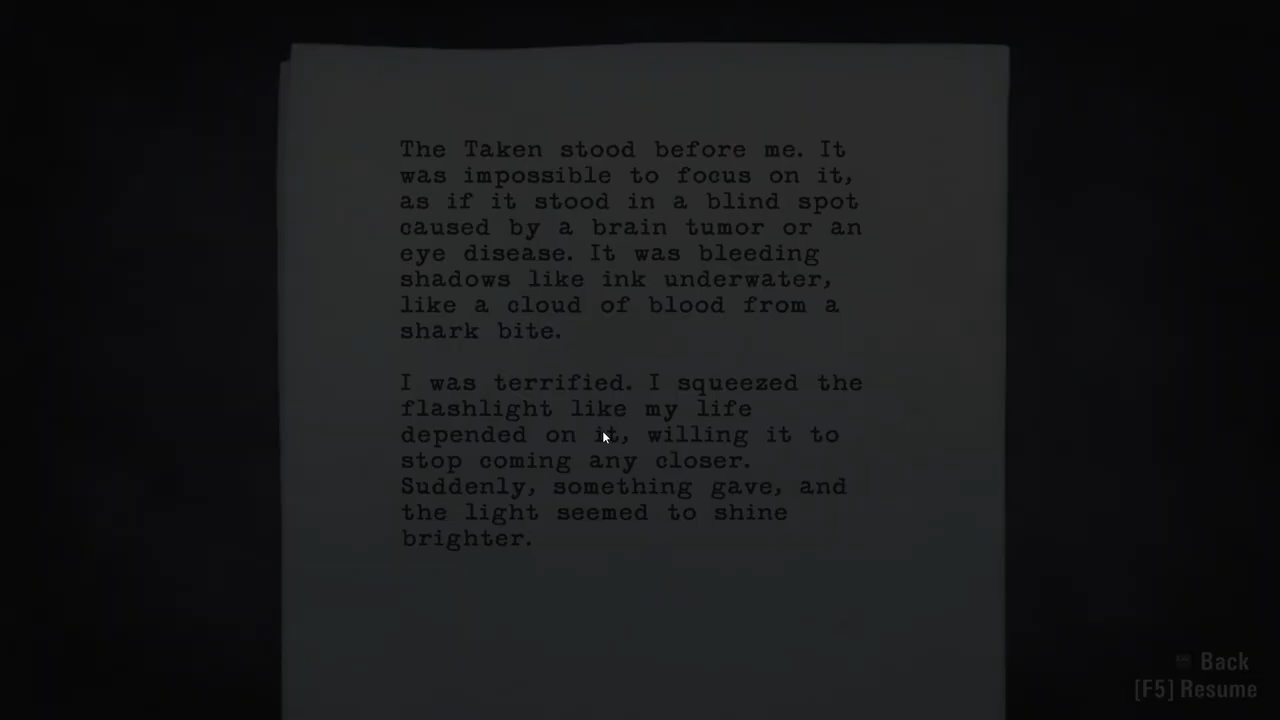 The Taken stood before me. It
was impossible to focus on it,
as if it stood in a blind spot
caused by a brain tumor or an
eye disease. It was bleeding
shadows like ink underwater,
like a cloud of blood from a
shark bite.
I was terrified. I squeezed the
flashlight like my life
depended on it, willing it to
stop coming any closer.
Suddenly, something gave, and
the light seemed to shine
brighter.
Back
[F5] Resume